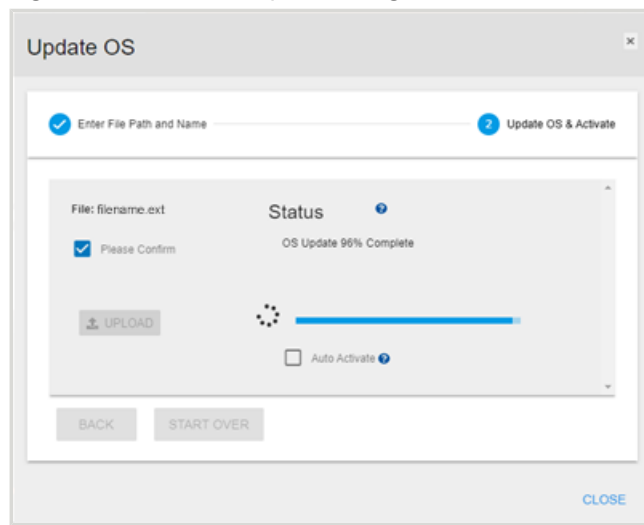 Update OS
Enter File Path and Name
2 Update OS & Activate
File: filename.ext
Status
Please Confirm
OS Update 96% Complete
UPLOAD
Auto Activate
BACK START OVER
CLOSE